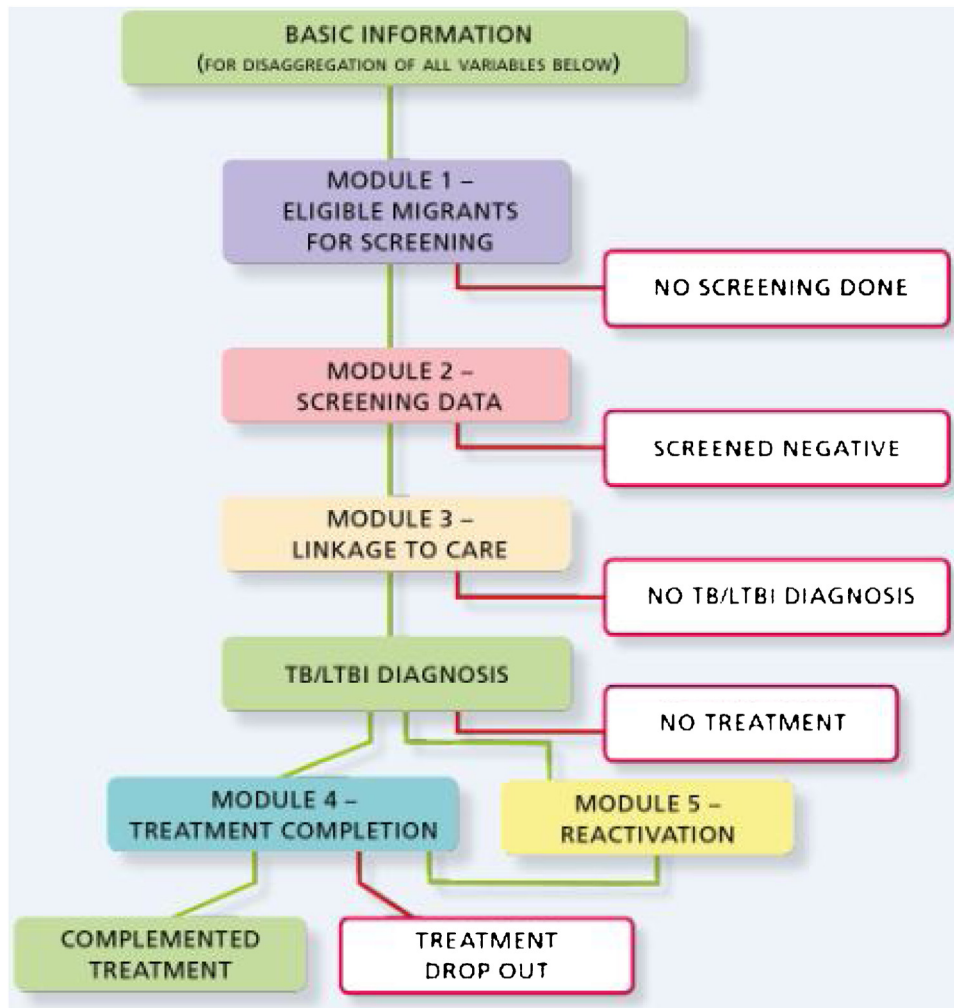 BASIC INFORMATION
(FOR DISAGGREGATION OF ALL VARIABLES BELOW)
MODULE 1 –
ELIGIBLE MIGRANTS
FOR SCREENING
NO SCREENING DONE
MODULE 2 –
SCREENING DATA
SCREENED NEGATIVE
MODULE 3 –
LINKAGE TO CARE
NO TB/LTBI DIAGNOSIS
TB/LTBI DIAGNOSIS
NO TREATMENT
MODULE 4 –
TREATMENT COMPLETION
MODULE 5 –
REACTIVATION
COMPLEMENTED
TREATMENT
TREATMENT
DROP OUT